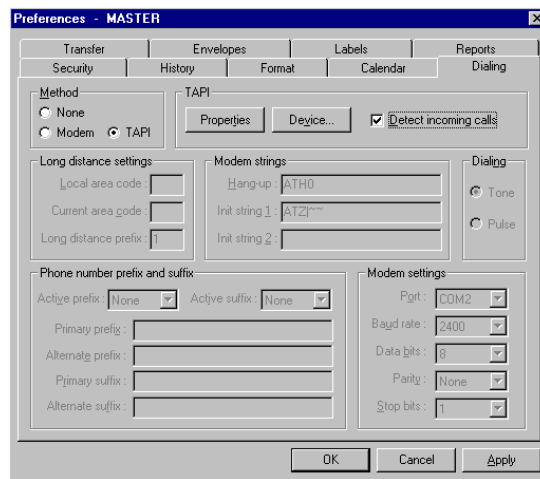 Preferences - MASTER
Transfer Envelopes Labels Reports
Security History Format Calendar Dialing
Method
None
Modem TAPI
TAPI
Properties Device... Detect incoming calls
Long distance settings
Local area code :
Current area code :
Long distance prefix : 1
Modem strings
Hang-up : ATH0
Init string 1 : ATZ|~~
Init string 2 :
Dialing
Tone
Pulse
Phone number prefix and suffix
Active prefix : None Active suffix : None
Primary prefix :
Alternate prefix :
Primary suffix :
Alternate suffix :
Modem settings
Port : COM2
Baud rate : 2400
Data bits : 8
Parity : None
Stop bits : 1
OK Cancel Apply